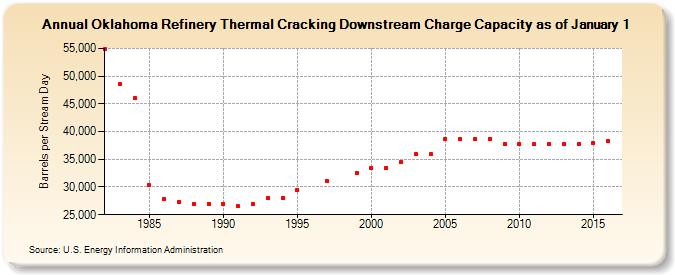 Annual Oklahoma Refinery Thermal Cracking Downstream Charge Capacity as of January 1
Barrels per Stream Day
55,000
50,000
45,000
40,000
35,000
30,000
25,000
1985 1990 1995 2000 2005 2010 2015
Source: U.S. Energy Information Administration